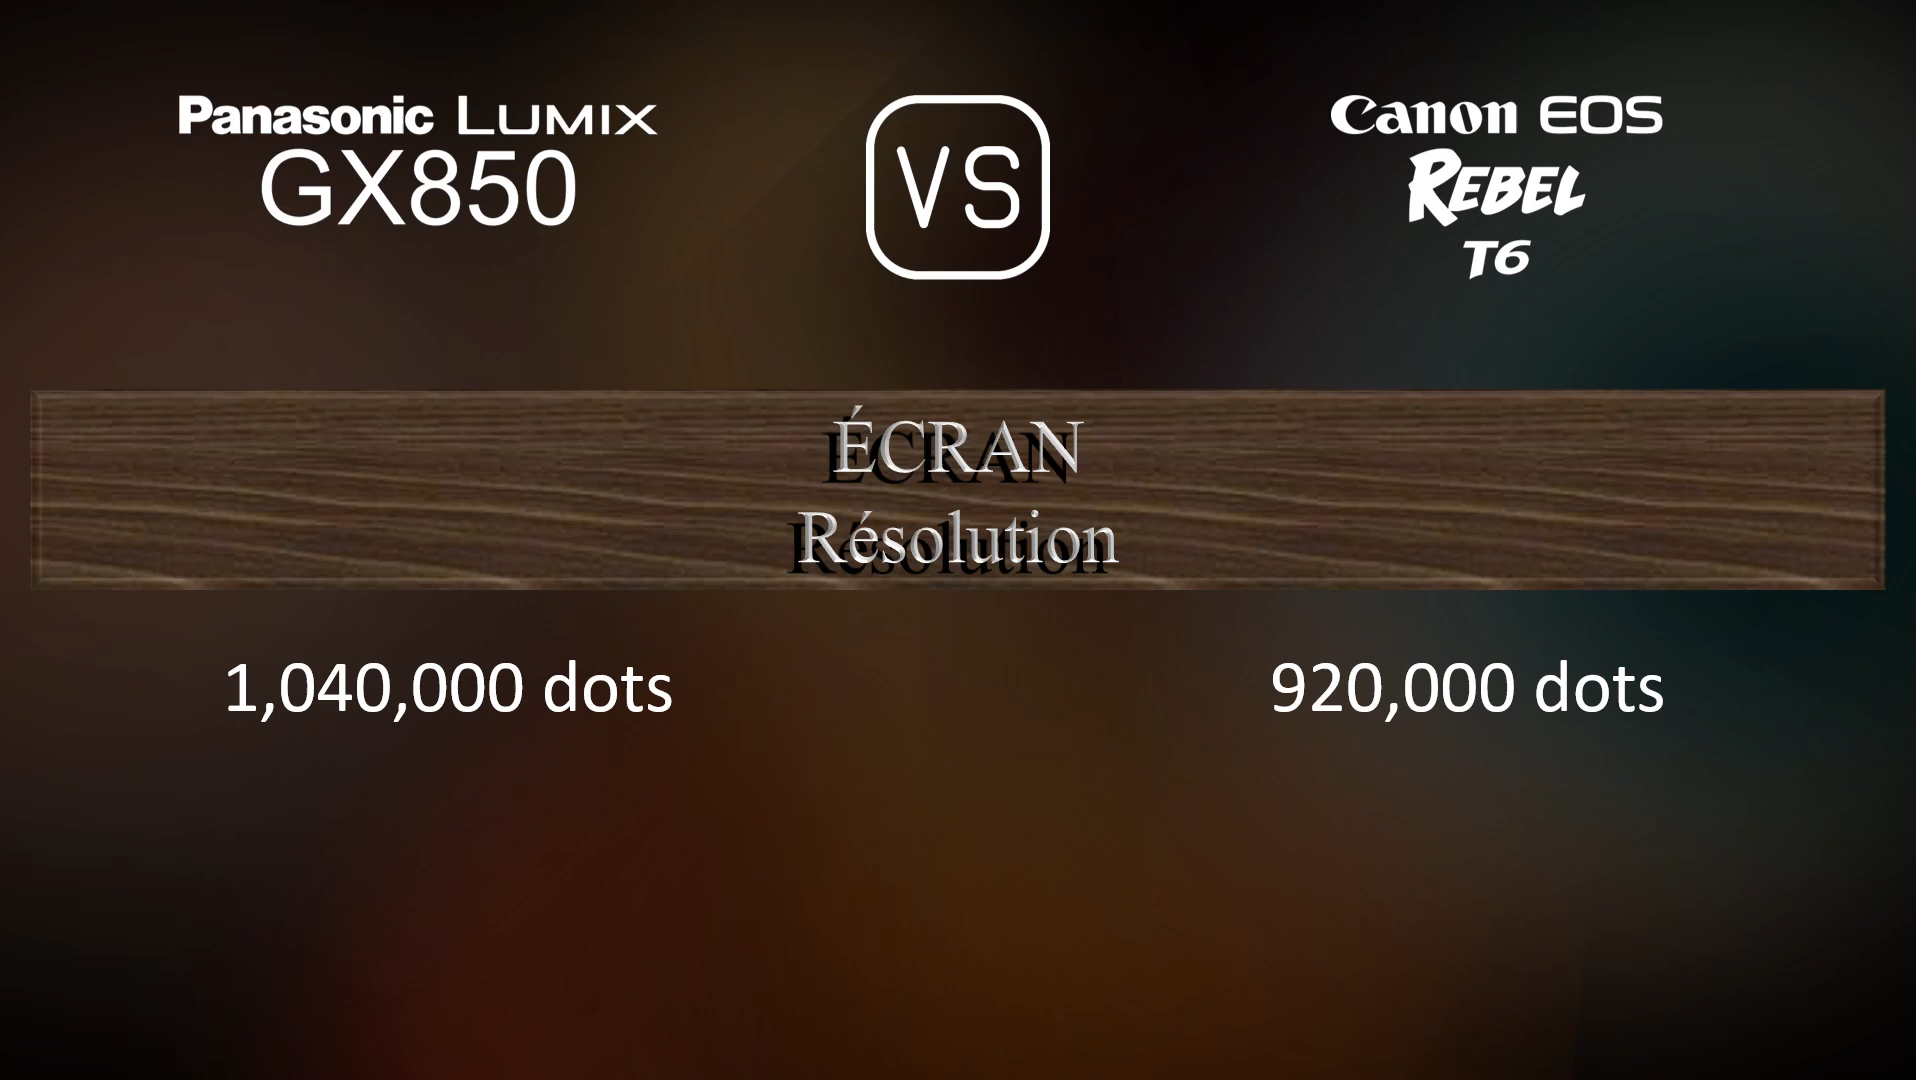 Panasonic LUMIX
GX850
VS
Canon EOS
REBEL
T6
ÉCRAN
Résolution
1,040,000 dots
920,000 dots